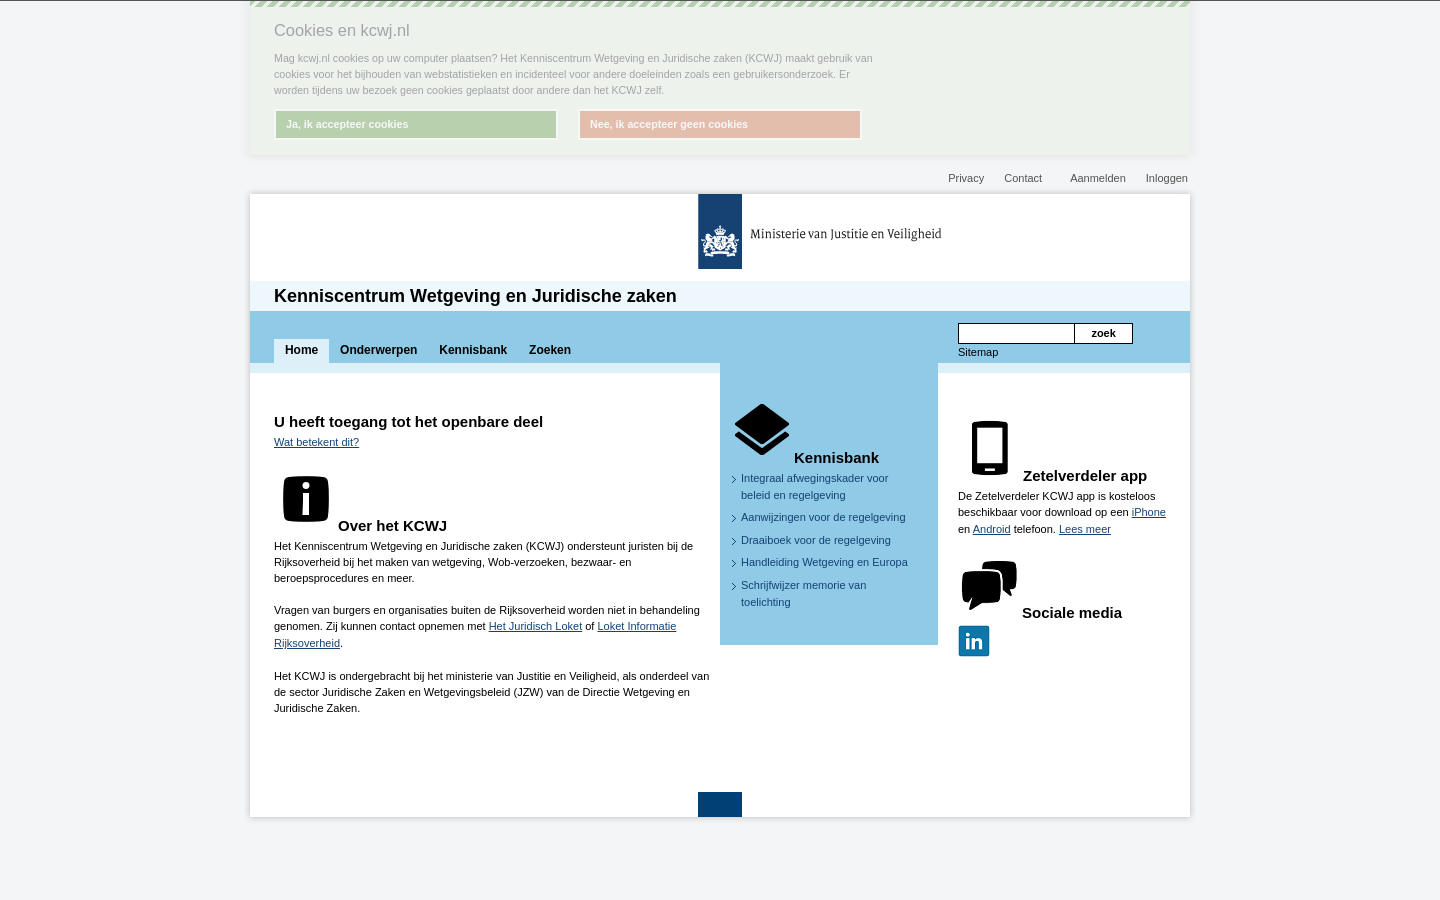 Cookies en kcwj.nl
Mag kcwj.nl cookies op uw computer plaatsen? Het Kenniscentrum Wetgeving en Juridische zaken (KCWJ) maakt gebruik van
cookies voor het bijhouden van webstatistieken en incidenteel voor andere doeleinden zoals een gebruikersonderzoek. Er
worden tijdens uw bezoek geen cookies geplaatst door andere dan het KCWJ zelf.
Ja, ik accepteer cookies
Nee, ik accepteer geen cookies
Privacy Contact Aanmelden Inloggen
Ministerie van Justitie en Veiligheid
Kenniscentrum Wetgeving en Juridische zaken
zoek
Home Onderwerpen Kennisbank Zoeken
Sitemap
U heeft toegang tot het openbare deel
Wat betekent dit?
Over het KCWJ
Het Kenniscentrum Wetgeving en Juridische zaken (KCWJ) ondersteunt juristen bij de
Rijksoverheid bij het maken van wetgeving, Wob-verzoeken, bezwaar- en
beroepsprocedures en meer.
Vragen van burgers en organisaties buiten de Rijksoverheid worden niet in behandeling
genomen. Zij kunnen contact opnemen met Het Juridisch Loket of Loket Informatie
Rijksoverheid.
Het KCWJ is ondergebracht bij het ministerie van Justitie en Veiligheid, als onderdeel van
de sector Juridische Zaken en Wetgevingsbeleid (JZW) van de Directie Wetgeving en
Juridische Zaken.
Kennisbank
Integraal afwegingskader voor
beleid en regelgeving
Aanwijzingen voor de regelgeving
Draaiboek voor de regelgeving
Handleiding Wetgeving en Europa
Schrijfwijzer memorie van
toelichting
Zetelverdeler app
De Zetelverdeler KCWJ app is kosteloos
beschikbaar voor download op een iPhone
en Android telefoon. Lees meer
Sociale media
in